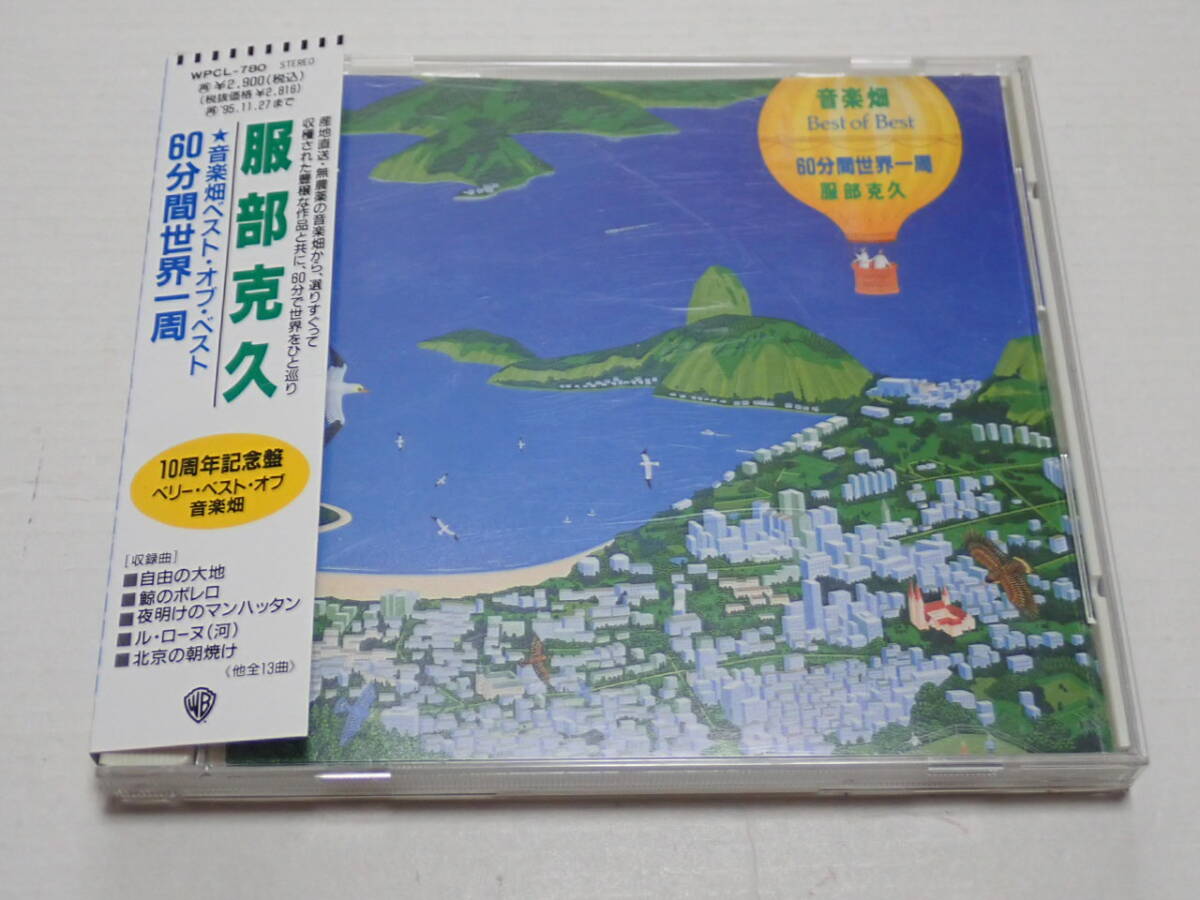 WPCL-780 STEREO
㊮¥2,900(税込)
(税抜価格¥2,816)
㊮'95.11.27まで
産地直送・無農薬の音楽畑から、選りすぐって
収穫された豊穣な作品と共に、60分で世界をひと巡り
服部克久
★音楽畑ベスト・オブ・ベスト
60分間世界一周
10周年記念盤
ベリー・ベスト・オブ
音楽畑
[収録曲]
■自由の大地
■鯨のボレロ
■夜明けのマンハッタン
■ル・ローヌ(河)
■北京の朝焼け
〈他全13曲〉
WB
音楽畑
Best of Best
60分間世界一周
服部克久